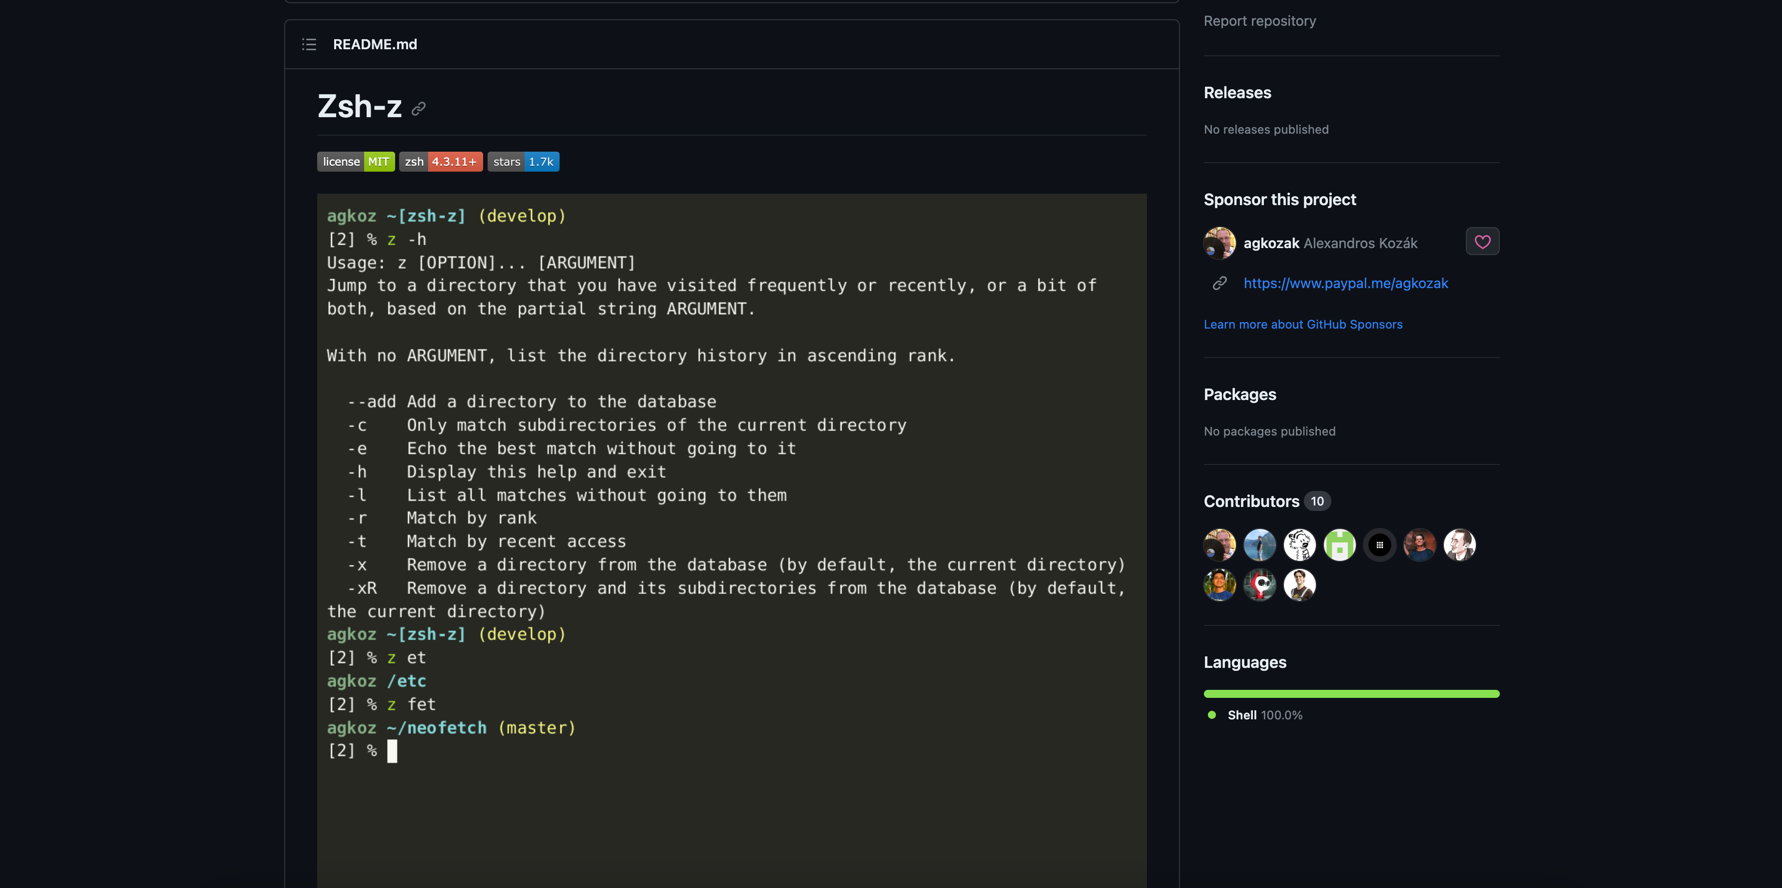 README.md
Zsh-z
license MIT zsh 4.3.11+ stars 1.7k
agkoz ~[zsh-z] (develop)
[2] % z -h
Usage: z [OPTION]... [ARGUMENT]
Jump to a directory that you have visited frequently or recently, or a bit of
both, based on the partial string ARGUMENT.
With no ARGUMENT, list the directory history in ascending rank.
--add Add a directory to the database
-c Only match subdirectories of the current directory
-e Echo the best match without going to it
-h Display this help and exit
-l List all matches without going to them
-r Match by rank
-t Match by recent access
-x Remove a directory from the database (by default, the current directory)
-xR Remove a directory and its subdirectories from the database (by default,
the current directory)
agkoz ~[zsh-z] (develop)
[2] % z et
agkoz /etc
[2] % z fet
agkoz ~/neofetch (master)
[2] %
Report repository
Releases
No releases published
Sponsor this project
agkozak Alexandros Kozák
https://www.paypal.me/agkozak
Learn more about GitHub Sponsors
Packages
No packages published
Contributors 10
Languages
Shell 100.0%